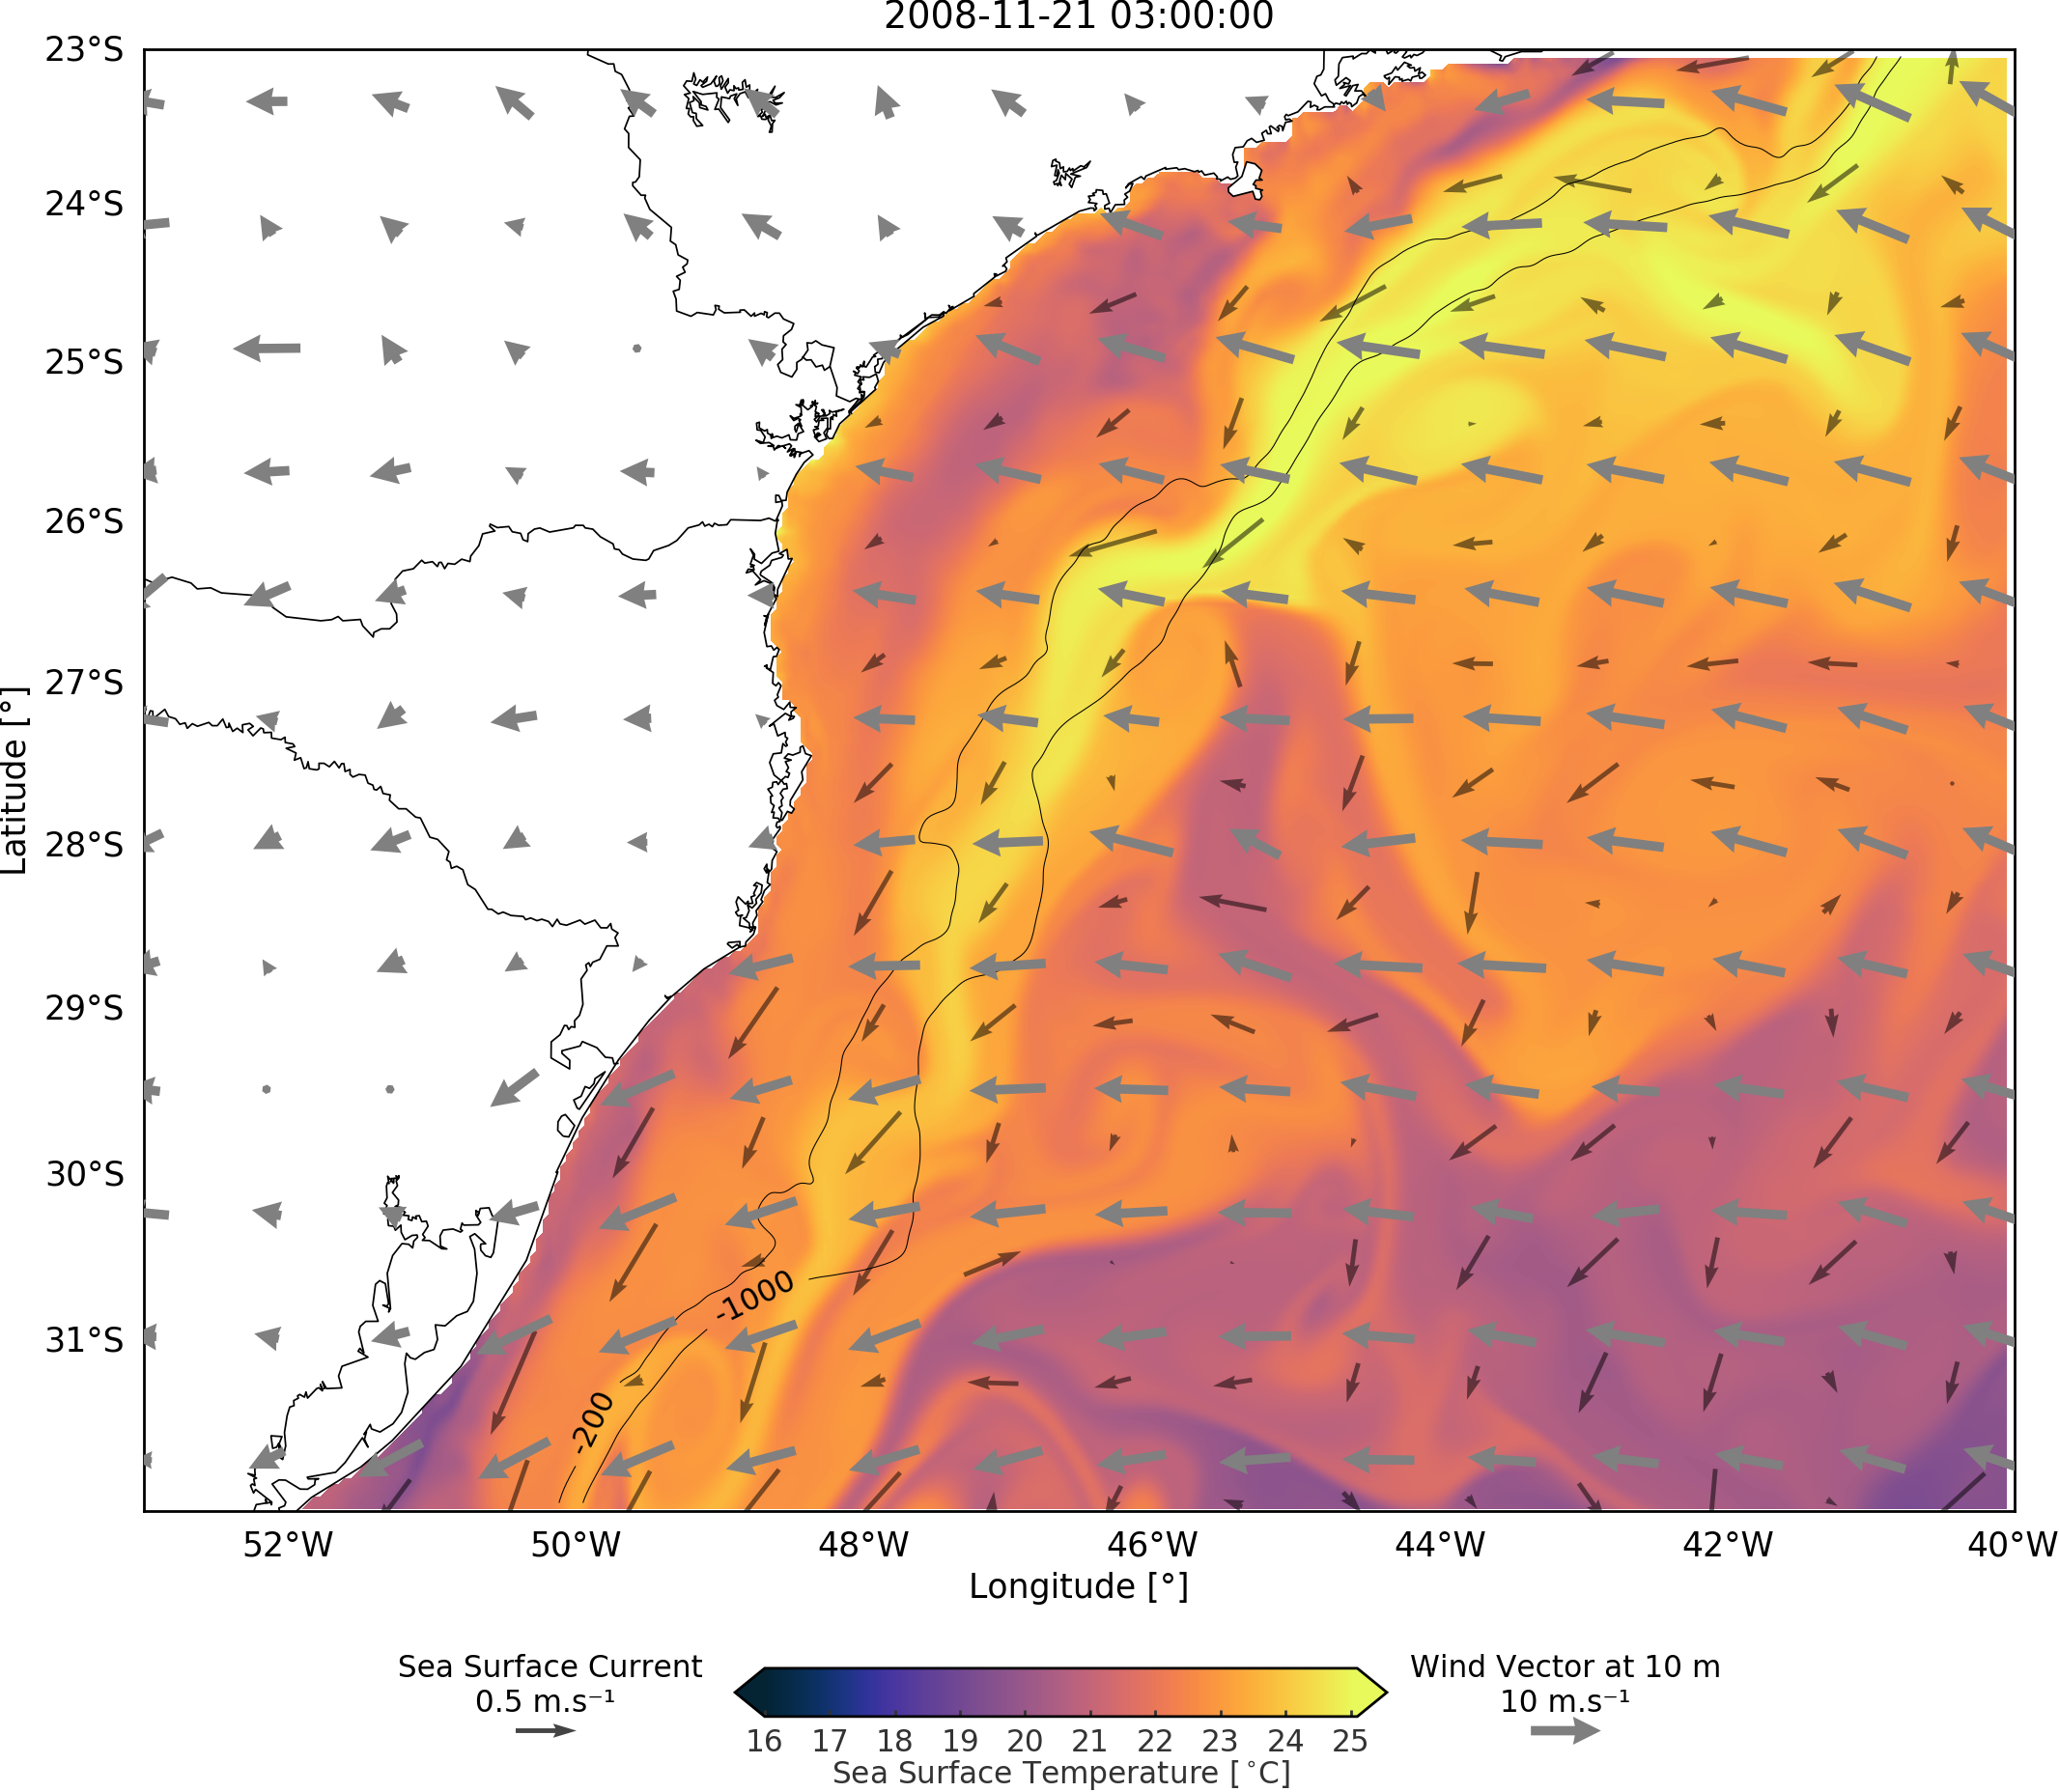 2008-11-21 03:00:00
23°S
24°S
25°S
26°S
27°S
28°S
29°S
30°S
31°S
Latitude [°]
-1000
-200
52°W
50°W
48°W
46°W
44°W
42°W
40°W
Longitude [°]
Sea Surface Current
0.5 m.s⁻¹
16 17 18 19 20 21 22 23 24 25
Sea Surface Temperature [°C]
Wind Vector at 10 m
10 m.s⁻¹